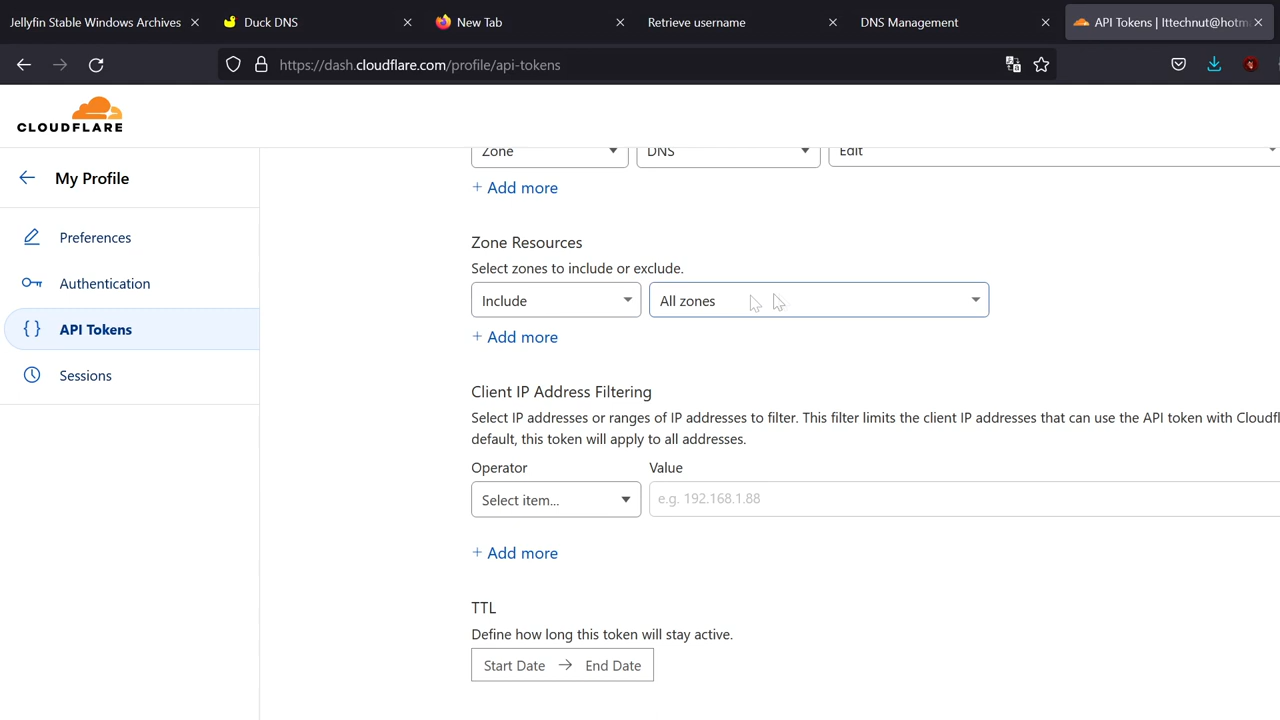 Jellyfin Stable Windows Archives
Duck DNS
New Tab
Retrieve username
DNS Management
API Tokens | Ittechnut@hotm
https://dash.cloudflare.com/profile/api-tokens
CLOUDFLARE
My Profile
Preferences
Authentication
API Tokens
Sessions
Zone
DNS
Edit
+ Add more
Zone Resources
Select zones to include or exclude.
Include
All zones
+ Add more
Client IP Address Filtering
Select IP addresses or ranges of IP addresses to filter. This filter limits the client IP addresses that can use the API token with Cloudfl
default, this token will apply to all addresses.
Operator
Value
Select item...
e.g. 192.168.1.88
+ Add more
TTL
Define how long this token will stay active.
Start Date → End Date